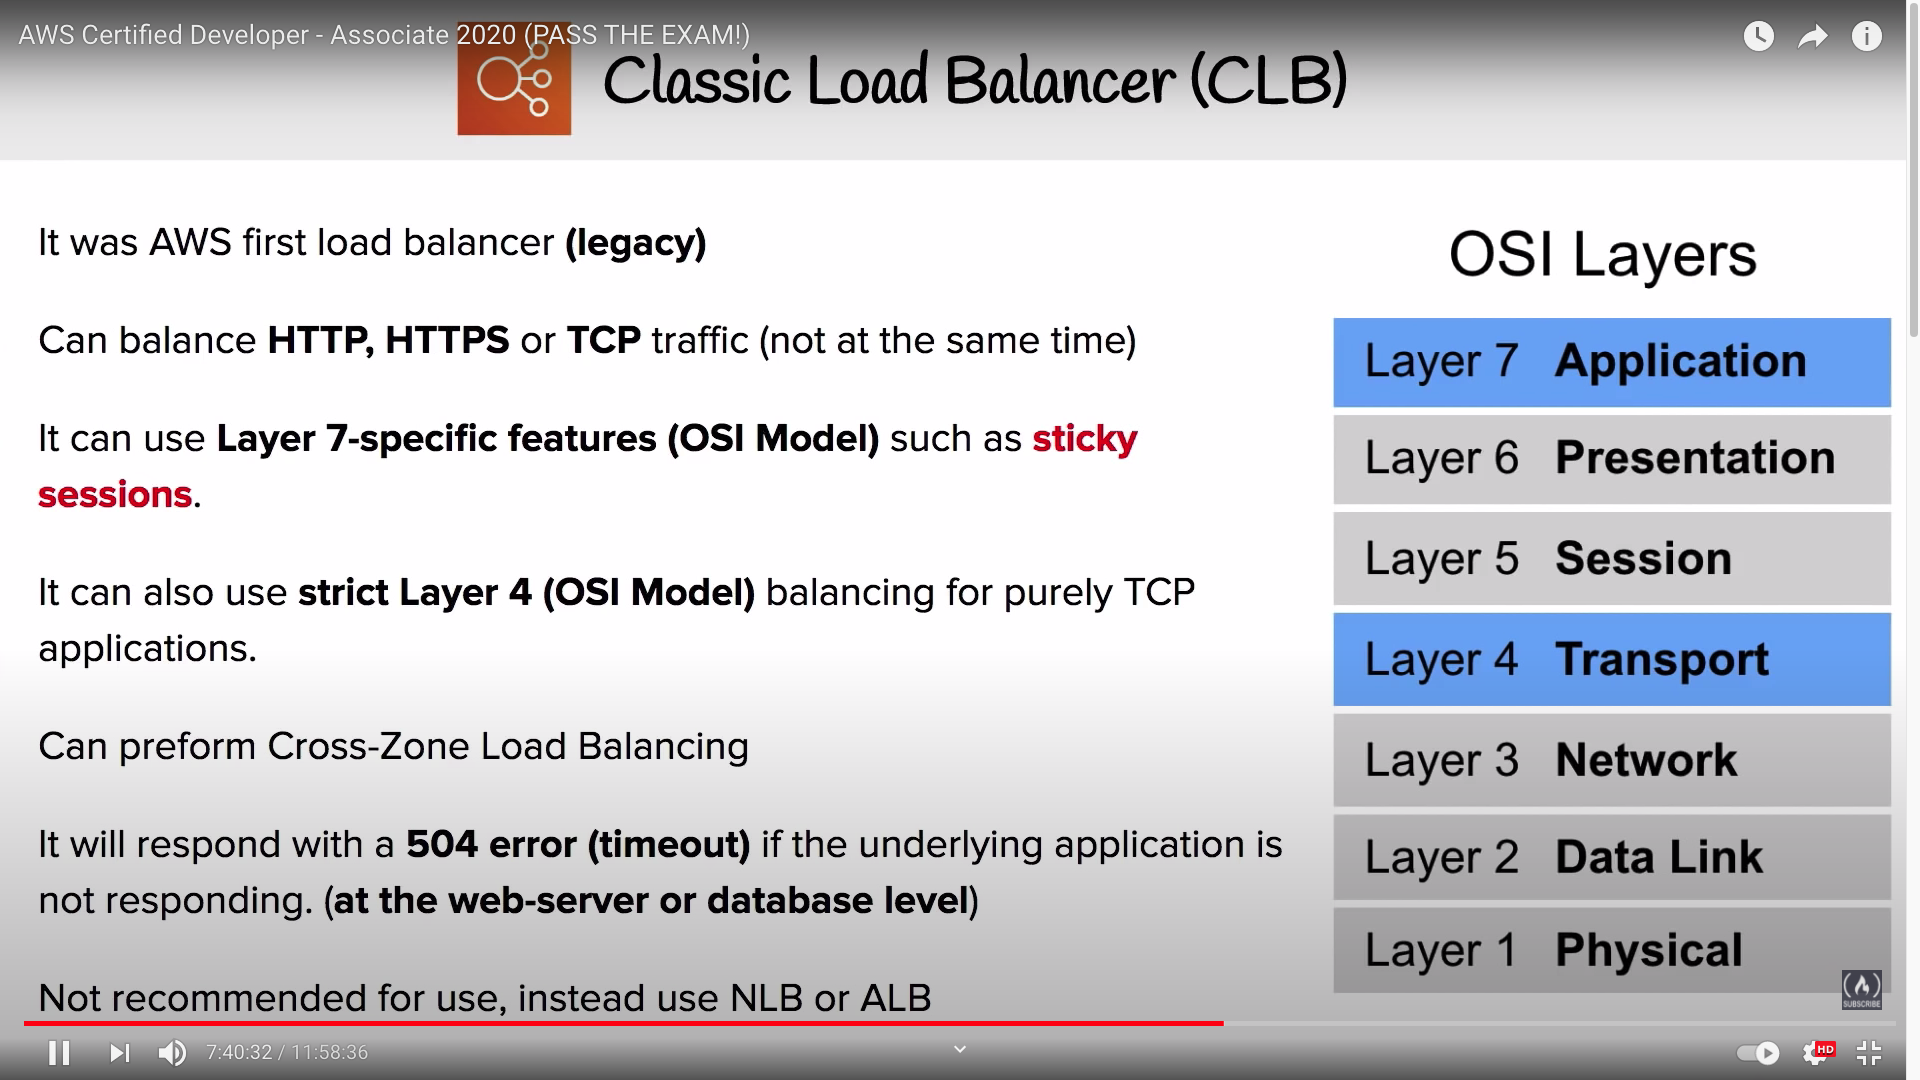 AWS Certified Developer - Associate 2020 (PASS THE EXAM!)
Classic Load Balancer (CLB)
It was AWS first load balancer (legacy)
Can balance HTTP, HTTPS or TCP traffic (not at the same time)
It can use Layer 7-specific features (OSI Model) such as sticky
sessions.
It can also use strict Layer 4 (OSI Model) balancing for purely TCP
applications.
Can preform Cross-Zone Load Balancing
It will respond with a 504 error (timeout) if the underlying application is
not responding. (at the web-server or database level)
Not recommended for use, instead use NLB or ALB
OSI Layers
Layer 7 Application
Layer 6 Presentation
Layer 5 Session
Layer 4 Transport
Layer 3 Network
Layer 2 Data Link
Layer 1 Physical
SUBSCRIBE
7:40:32 / 11:58:36
HD